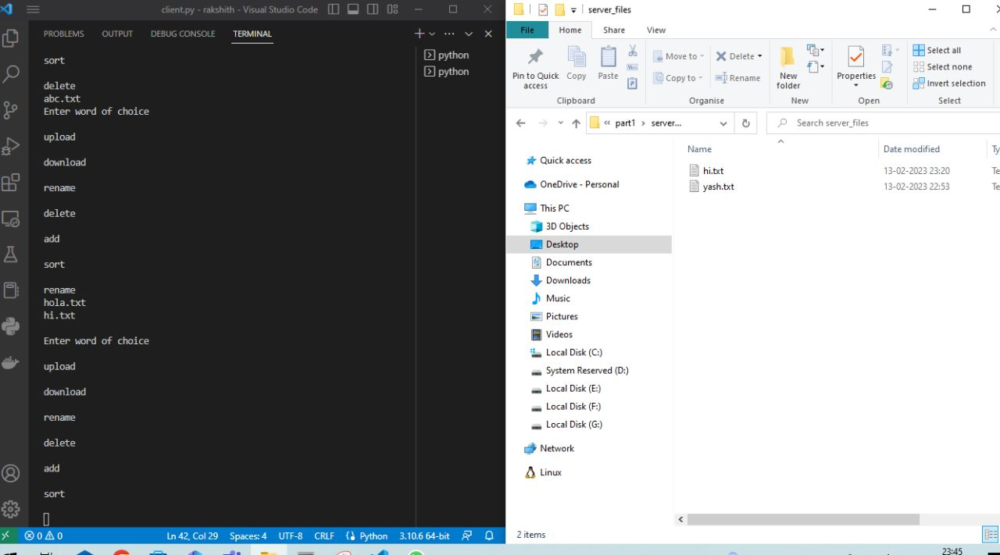 client.py - rakshith - Visual Studio Code
PROBLEMS OUTPUT DEBUG CONSOLE TERMINAL
python
python
sort
delete
abc.txt
Enter word of choice
upload
download
rename
delete
add
sort
rename
hola.txt
hi.txt
Enter word of choice
upload
download
rename
delete
add
sort
0 0 Ln 42, Col 29 Spaces: 4 UTF-8 CRLF Python 3.10.6 64-bit
server_files
File Home Share View
Pin to Quick access
Copy
Paste
Clipboard
Move to
Copy to
Delete
Rename
Organise
New folder
New
Properties
Open
Select all
Select none
Invert selection
Select
« part1 › server...
Search server_files
Quick access
OneDrive - Personal
This PC
3D Objects
Desktop
Documents
Downloads
Music
Pictures
Videos
Local Disk (C:)
System Reserved (D:)
Local Disk (E:)
Local Disk (F:)
Local Disk (G:)
Network
Linux
Name Date modified Ty
hi.txt 13-02-2023 23:20 Te
yash.txt 13-02-2023 22:53 Te
2 items
23:45